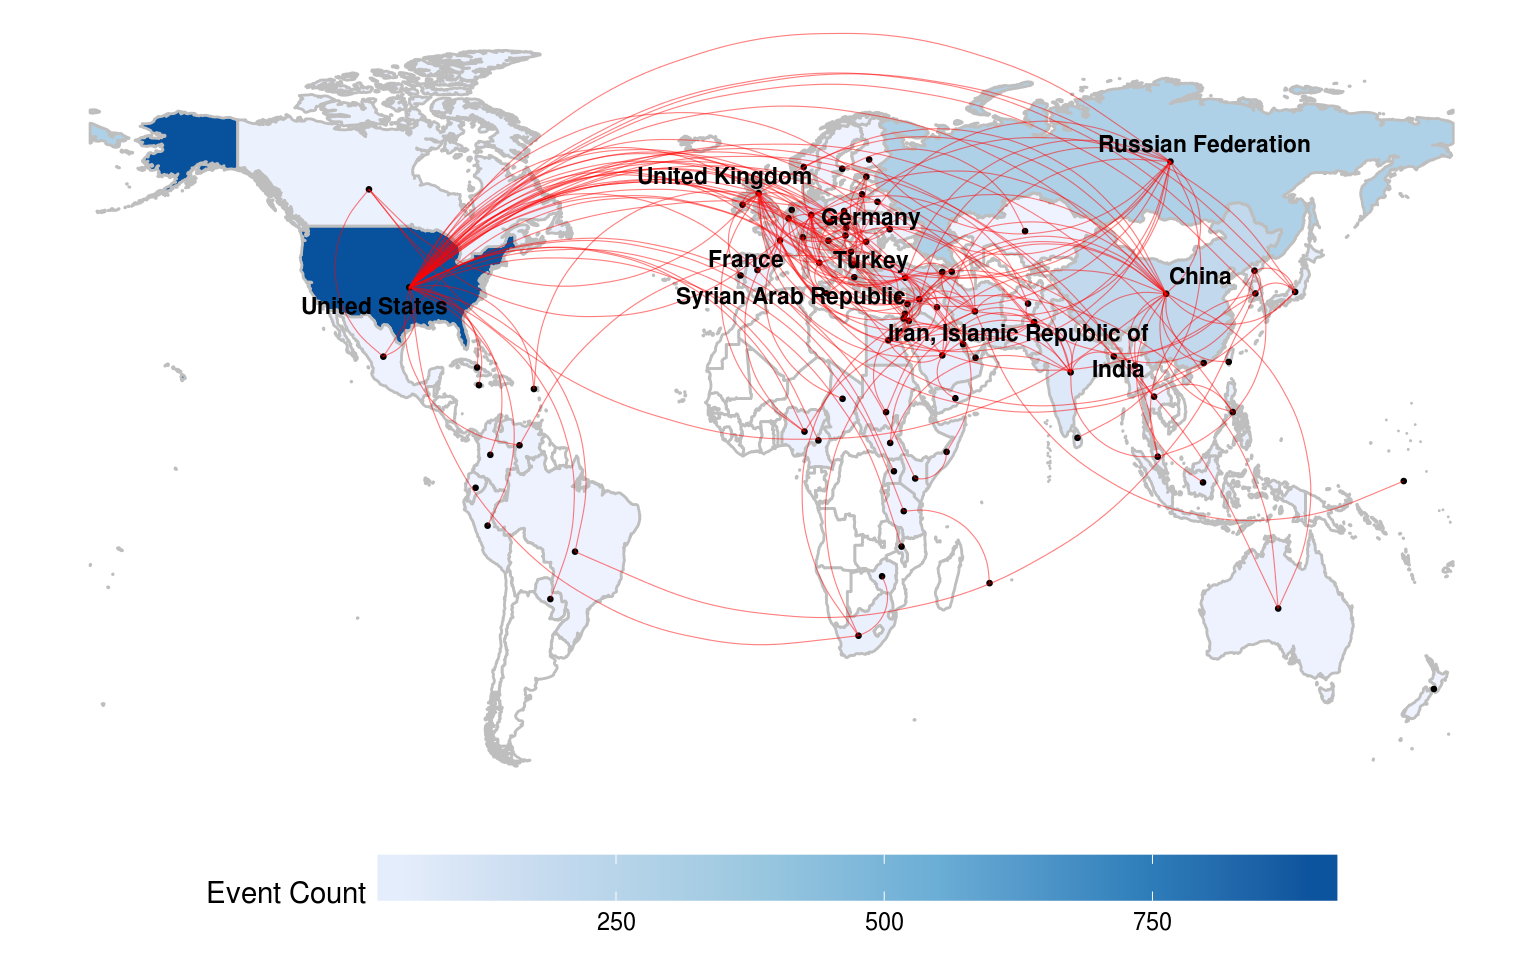 Russian Federation
United Kingdom
Germany
France
Turkey
China
Syrian Arab Republic
United States
Iran, Islamic Republic of
India
Event Count
250
500
750